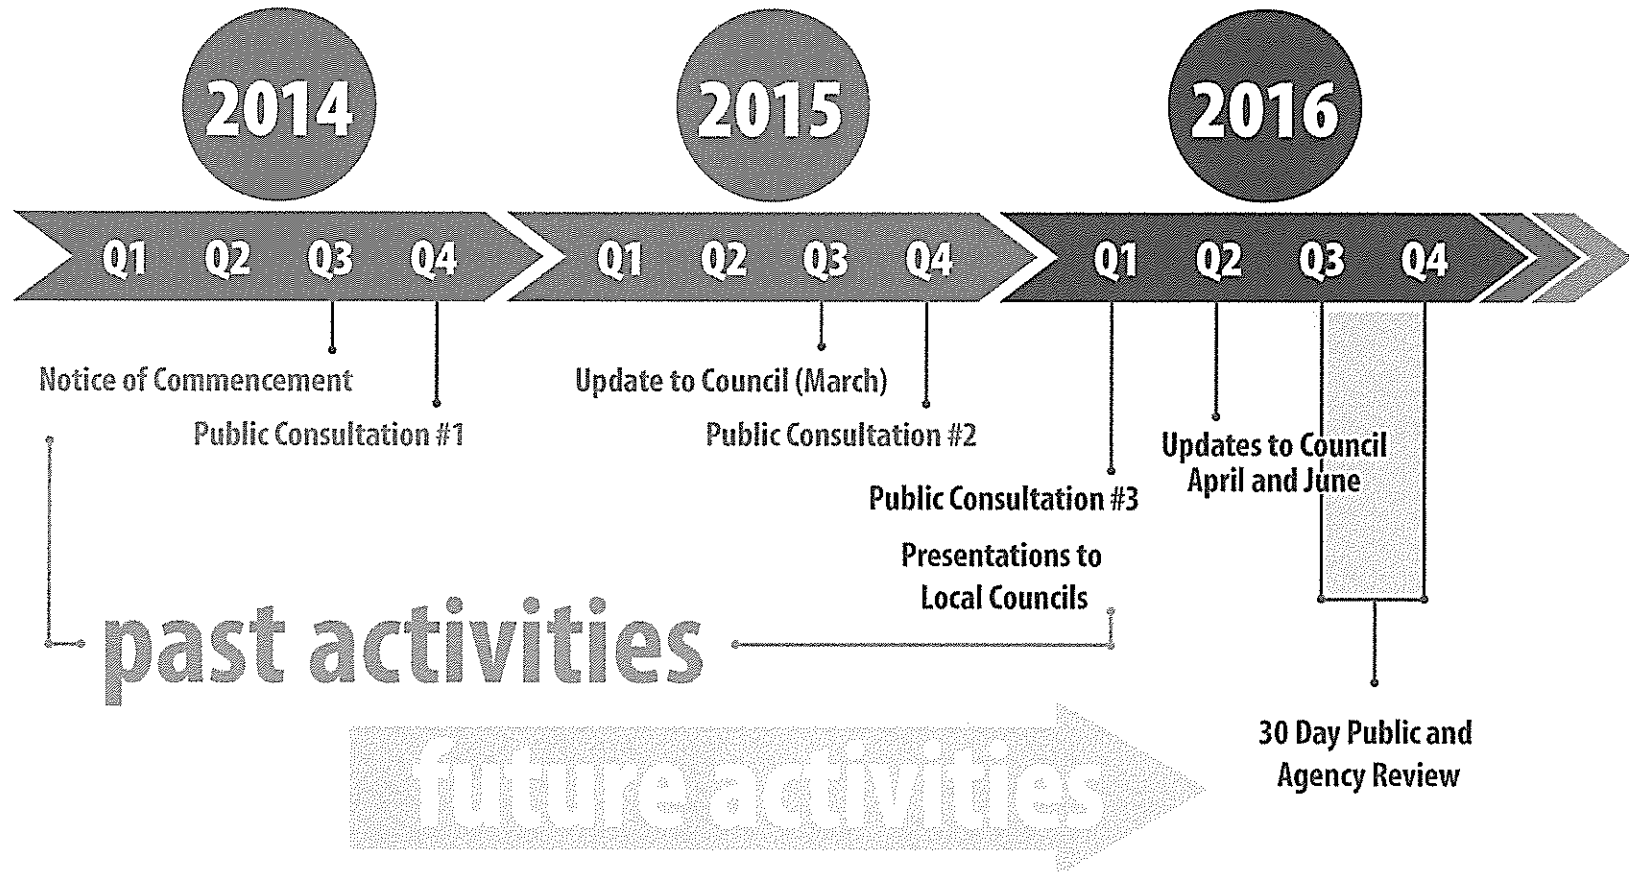 2014
2015
2016
Q1 Q2 Q3 Q4
Q1 Q2 Q3 Q4
Q1 Q2 Q3 Q4
Notice of Commencement
Public Consultation #1
Update to Council (March)
Public Consultation #2
Public Consultation #3
Presentations to
Local Councils
Updates to Council
April and June
30 Day Public and
Agency Review
past activities
future activities